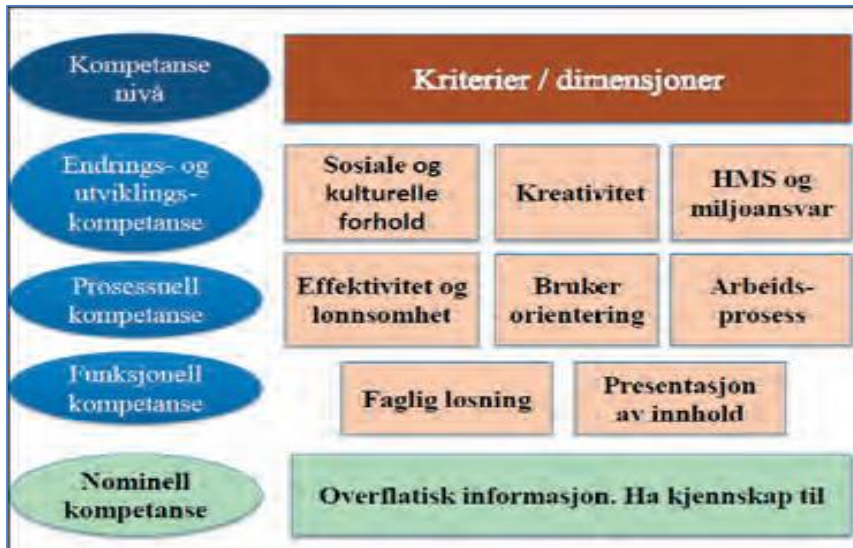 Kompetanse
nivå
Kriterier / dimensjoner
Endrings- og
utviklings-
kompetanse
Sosiale og
kulturelle
forhold
Kreativitet
HMS og
miljoansvar
Prosessuell
kompetanse
Effektivitet og
lønnsomhet
Bruker
orientering
Arbeids-
prosess
Funksjonell
kompetanse
Faglig losning
Presentasjon
av innhold
Nominell
kompetanse
Overflatisk informasjon. Ha kjennskap til